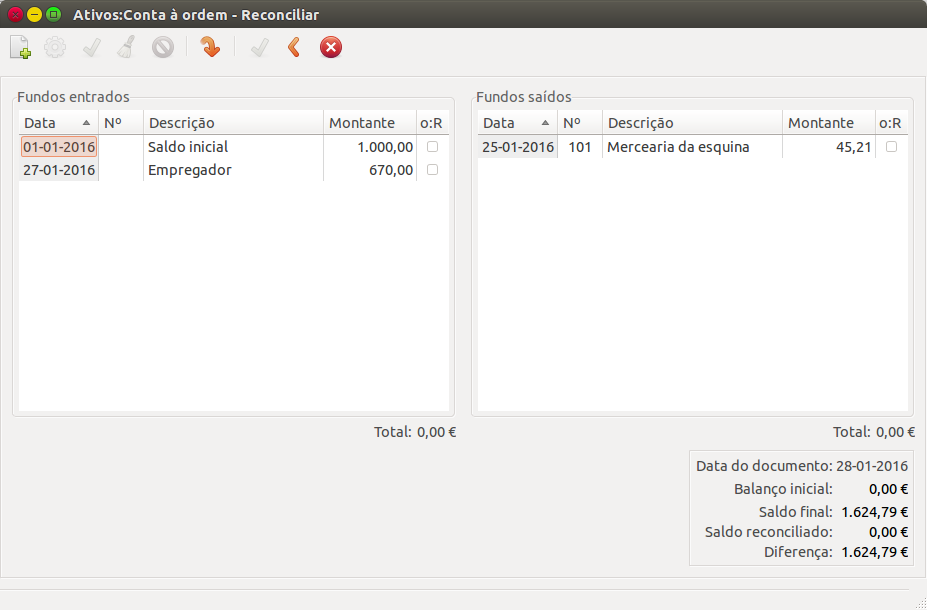 Ativos:Conta à ordem - Reconciliar
Fundos entrados
Data Nº Descrição Montante o:R
01-01-2016 Saldo inicial 1.000,00
27-01-2016 Empregador 670,00
Total: 0,00 €
Fundos saídos
Data Nº Descrição Montante o:R
25-01-2016 101 Mercearia da esquina 45,21
Total: 0,00 €
Data do documento: 28-01-2016
Balanço inicial: 0,00 €
Saldo final: 1.624,79 €
Saldo reconciliado: 0,00 €
Diferença: 1.624,79 €